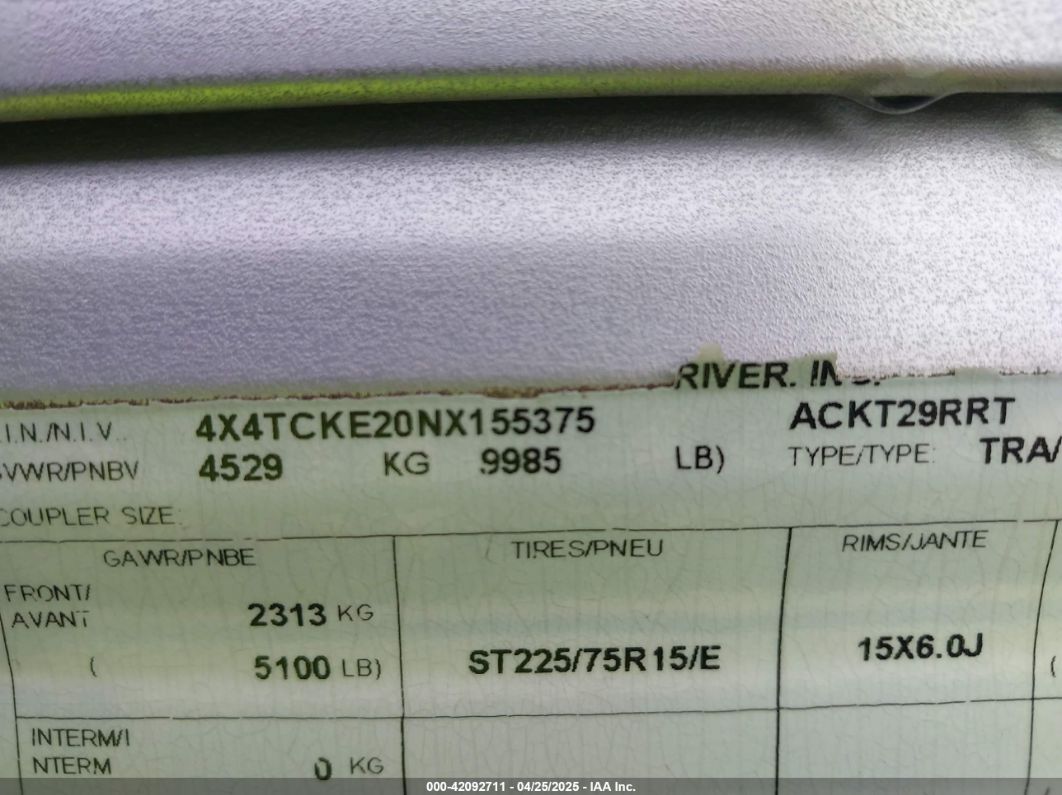 RIVER. IN
.I.N./N.I.V. 4X4TCKE20NX155375 ACKT29RRT
VWR/PNBV 4529 KG 9985 LB) TYPE/TYPE: TRA/
COUPLER SIZE:
GAWR/PNBE TIRES/PNEU RIMS/JANTE
FRONT/
AVANT 2313 KG
( 5100 LB) ST225/75R15/E 15X6.0J (
INTERM/I
NTERM 0 KG
000-42092711 - 04/25/2025 - IAA Inc.